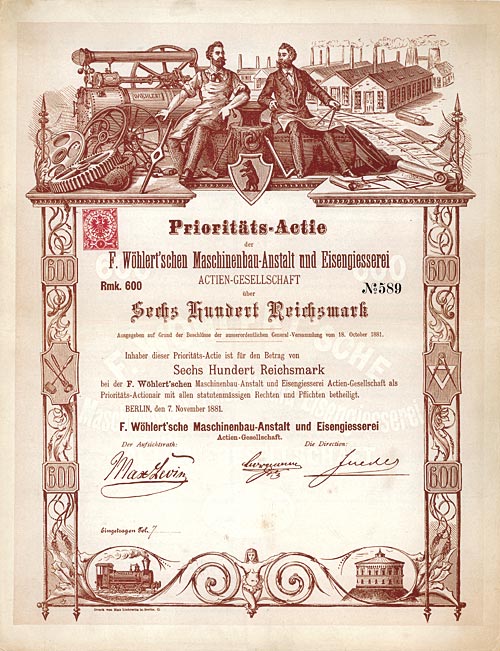 WOEHLERT
Prioritäts-Actie
der
F. Wöhlert'schen Maschinenbau-Anstalt und Eisengiesserei
ACTIEN-GESELLSCHAFT
Rmk. 600
über
№ 589
Sechs Hundert Reichsmark
Ausgegeben auf Grund der Beschlüsse der ausserordentlichen General-Versammlung vom 18. October 1881.
Inhaber dieser Prioritäts-Actie ist für den Betrag von
Sechs Hundert Reichsmark
bei der F. Wöhlert'schen Maschinenbau-Anstalt und Eisengiesserei Actien-Gesellschaft als
Prioritäts-Actionair mit allen statutenmässigen Rechten und Pflichten betheiligt.
BERLIN, den 7. November 1881.
F. Wöhlert'sche Maschinenbau-Anstalt und Eisengiesserei
Actien-Gesellschaft.
Der Aufsichtsrath:
Die Direction:
Max Levin
Eingetragen Fol. 7
600
600
600
600